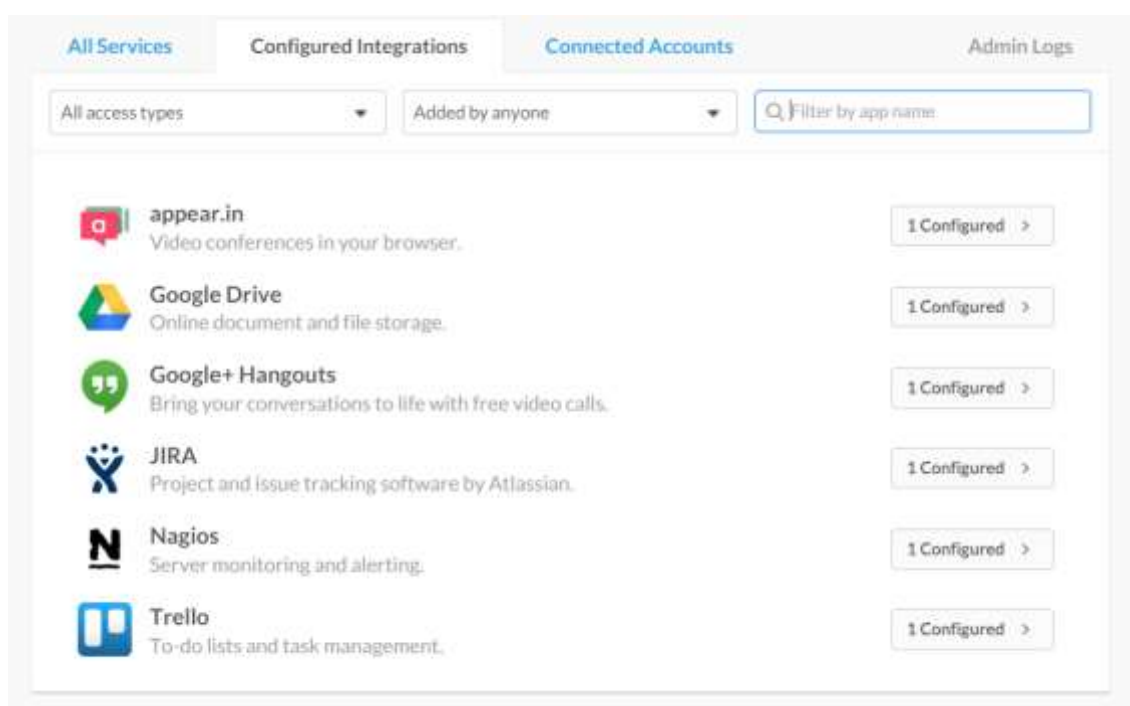 All Services Configured Integrations Connected Accounts Admin Logs
All access types Added by anyone Filter by app name
a
appear.in
Video conferences in your browser.
1 Configured >
Google Drive
Online document and file storage.
1 Configured >
Google+ Hangouts
Bring your conversations to life with free video calls.
1 Configured >
JIRA
Project and issue tracking software by Atlassian.
1 Configured >
N
Nagios
Server monitoring and alerting.
1 Configured >
Trello
To-do lists and task management.
1 Configured >